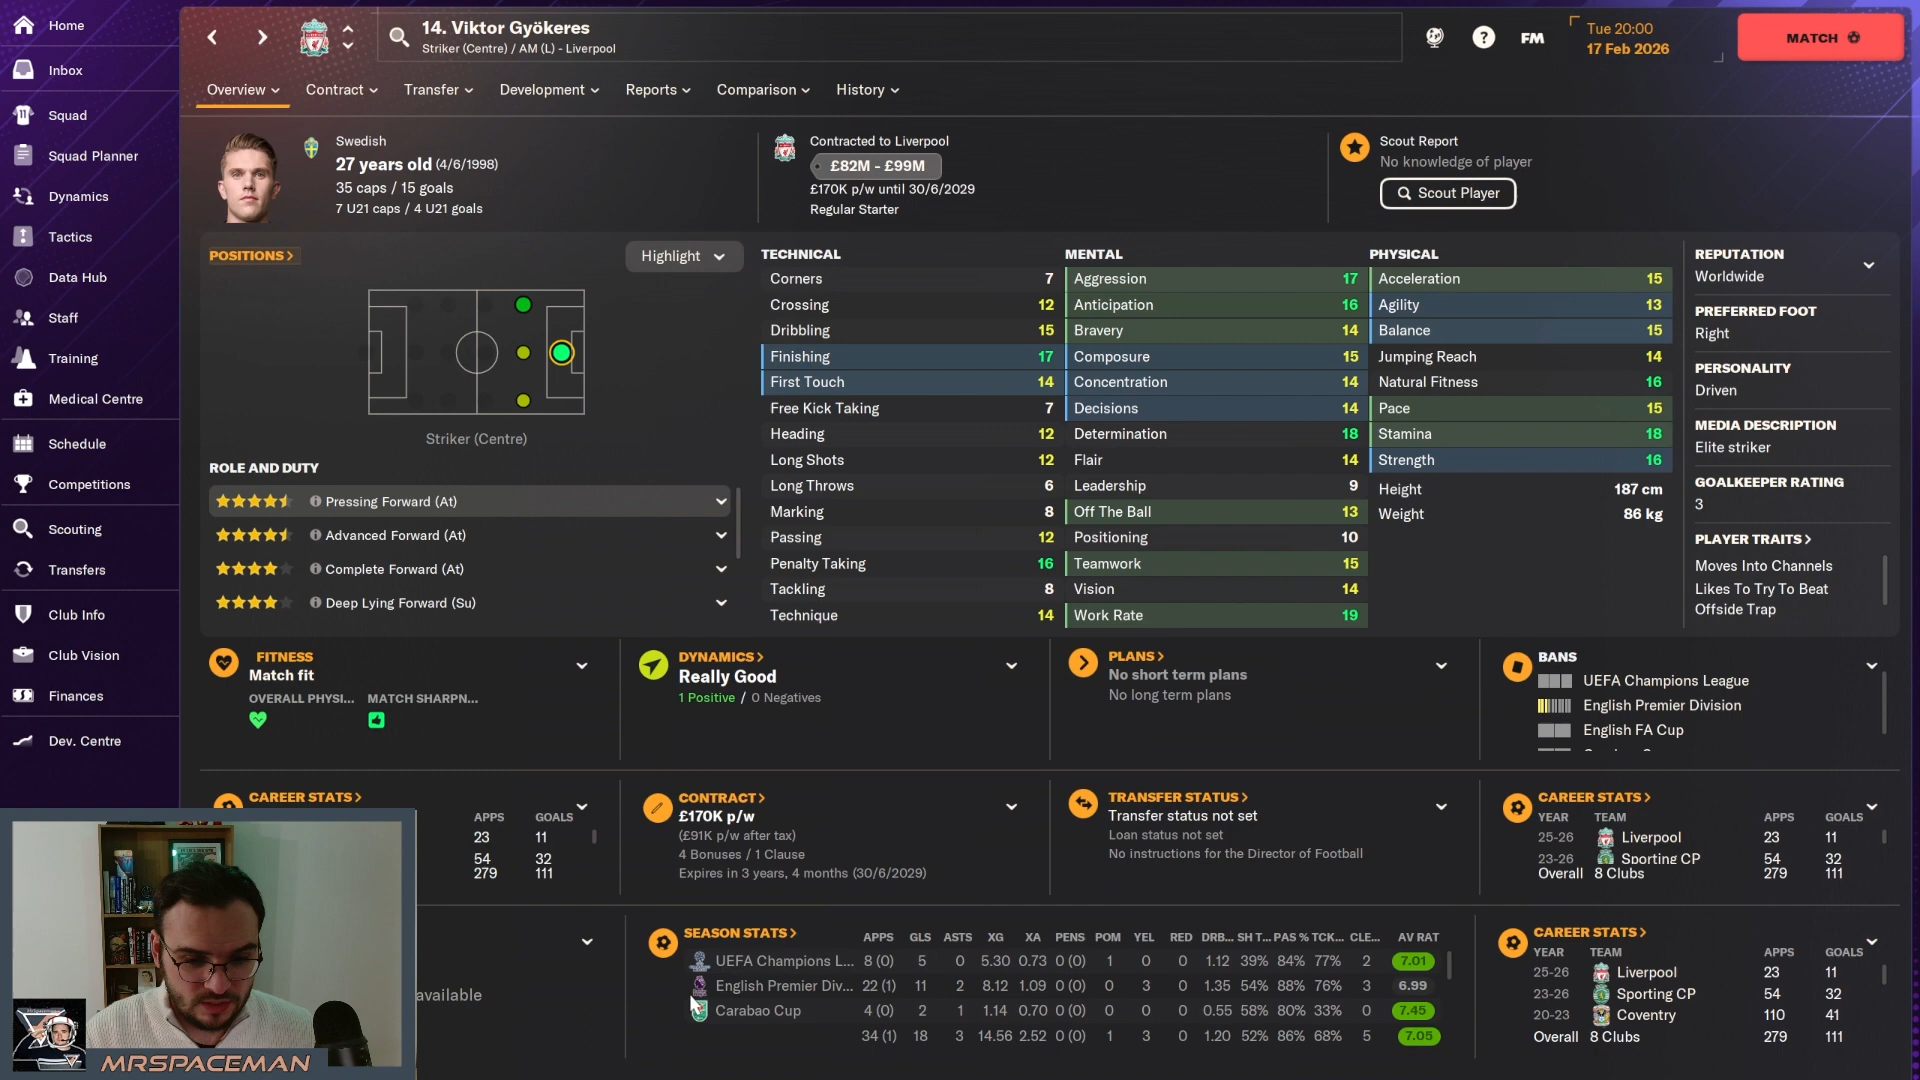 Home
Inbox
Squad
Squad Planner
Dynamics
Tactics
Data Hub
Staff
Training
Medical Centre
Schedule
Competitions
Scouting
Transfers
Club Info
Club Vision
Finances
Dev. Centre
14. Viktor Gyökeres
Striker (Centre) / AM (L) - Liverpool
FM
Tue 20:00
17 Feb 2026
MATCH
Overview Contract Transfer Development Reports Comparison History
Swedish
27 years old (4/6/1998)
35 caps / 15 goals
7 U21 caps / 4 U21 goals
Contracted to Liverpool
£82M - £99M
£170K p/w until 30/6/2029
Regular Starter
Scout Report
No knowledge of player
Scout Player
POSITIONS >
Highlight
Striker (Centre)
ROLE AND DUTY
Pressing Forward (At)
Advanced Forward (At)
Complete Forward (At)
Deep Lying Forward (Su)
TECHNICAL
Corners 7
Crossing 12
Dribbling 15
Finishing 17
First Touch 14
Free Kick Taking 7
Heading 12
Long Shots 12
Long Throws 6
Marking 8
Passing 12
Penalty Taking 16
Tackling 8
Technique 14
MENTAL
Aggression 17
Anticipation 16
Bravery 14
Composure 15
Concentration 14
Decisions 14
Determination 18
Flair 14
Leadership 9
Off The Ball 13
Positioning 10
Teamwork 15
Vision 14
Work Rate 19
PHYSICAL
Acceleration 15
Agility 13
Balance 15
Jumping Reach 14
Natural Fitness 16
Pace 15
Stamina 18
Strength 16
Height 187 cm
Weight 86 kg
REPUTATION
Worldwide
PREFERRED FOOT
Right
PERSONALITY
Driven
MEDIA DESCRIPTION
Elite striker
GOALKEEPER RATING
3
PLAYER TRAITS >
Moves Into Channels
Likes To Try To Beat
Offside Trap
FITNESS
Match fit
OVERALL PHYSI... MATCH SHARPN...
DYNAMICS >
Really Good
1 Positive / 0 Negatives
PLANS >
No short term plans
No long term plans
BANS
UEFA Champions League
English Premier Division
English FA Cup
CAREER STATS >
APPS GOALS
23 11
54 32
279 111
CONTRACT >
£170K p/w
(£91K p/w after tax)
4 Bonuses / 1 Clause
Expires in 3 years, 4 months (30/6/2029)
TRANSFER STATUS >
Transfer status not set
Loan status not set
No instructions for the Director of Football
CAREER STATS >
YEAR TEAM APPS GOALS
25-26 Liverpool 23 11
23-26 Sporting CP 54 32
Overall 8 Clubs 279 111
available
SEASON STATS > APPS GLS ASTS XG XA PENS POM YEL RED DRB... SH T... PAS % TCK... CLE... AV RAT
UEFA Champions L... 8 (0) 5 0 5.30 0.73 0 (0) 1 0 0 1.12 39% 84% 77% 2 7.01
English Premier Div... 22 (1) 11 2 8.12 1.09 0 (0) 0 3 0 1.35 54% 88% 76% 3 6.99
Carabao Cup 4 (0) 2 1 1.14 0.70 0 (0) 0 0 0 0.55 58% 80% 33% 0 7.45
34 (1) 18 3 14.56 2.52 0 (0) 1 3 0 1.20 52% 86% 68% 5 7.05
CAREER STATS >
YEAR TEAM APPS GOALS
25-26 Liverpool 23 11
23-26 Sporting CP 54 32
20-23 Coventry 110 41
Overall 8 Clubs 279 111
MRSPACEMAN